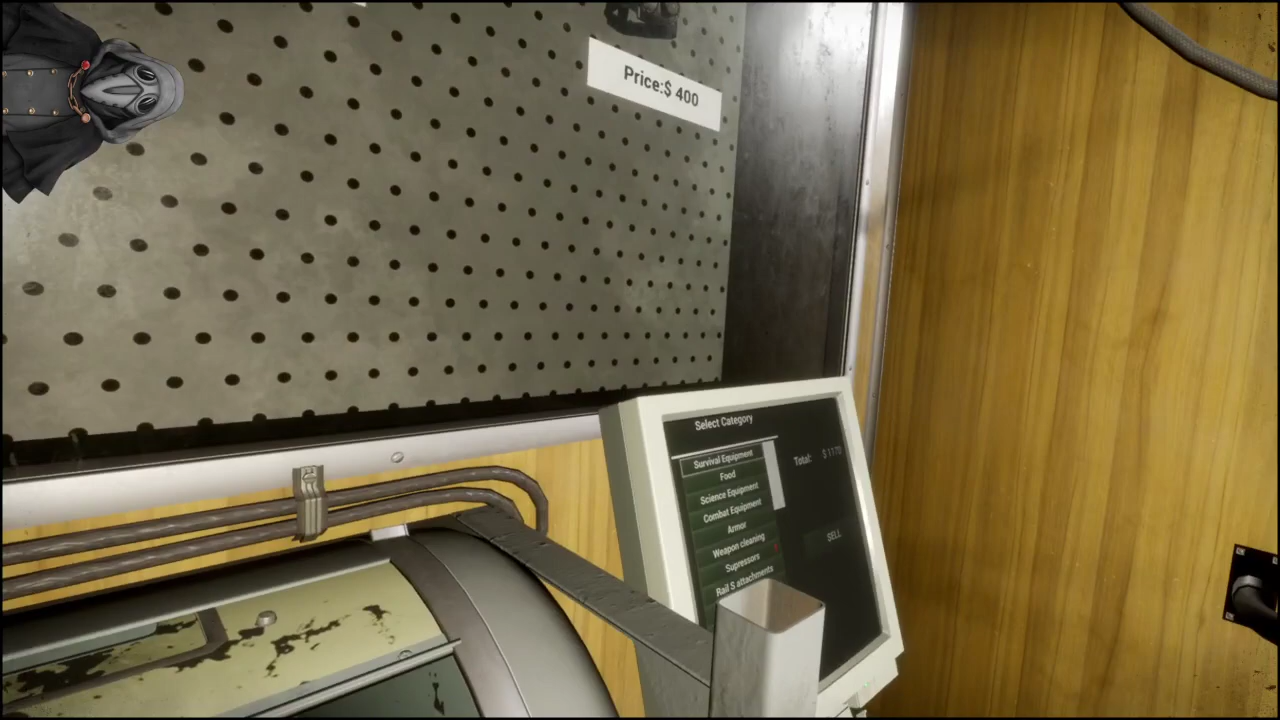 Price:$ 400
Select Category
Survival Equipment
Food
Science Equipment
Combat Equipment
Armor
Weapon cleaning
Supressors
Rail S attachments
Total: $ 1170
SELL